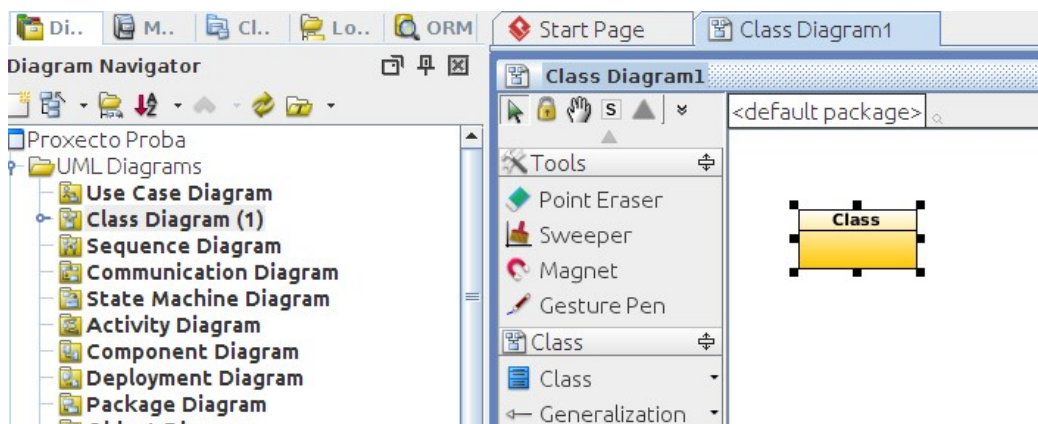 Di..
M..
Cl..
Lo..
ORM
Start Page
Class Diagram1
Diagram Navigator
Proxecto Proba
UML Diagrams
Use Case Diagram
Class Diagram (1)
Sequence Diagram
Communication Diagram
State Machine Diagram
Activity Diagram
Component Diagram
Deployment Diagram
Package Diagram
Class Diagram1
S
<default package>
Tools
Point Eraser
Sweeper
Magnet
Gesture Pen
Class
Class
Generalization
Class